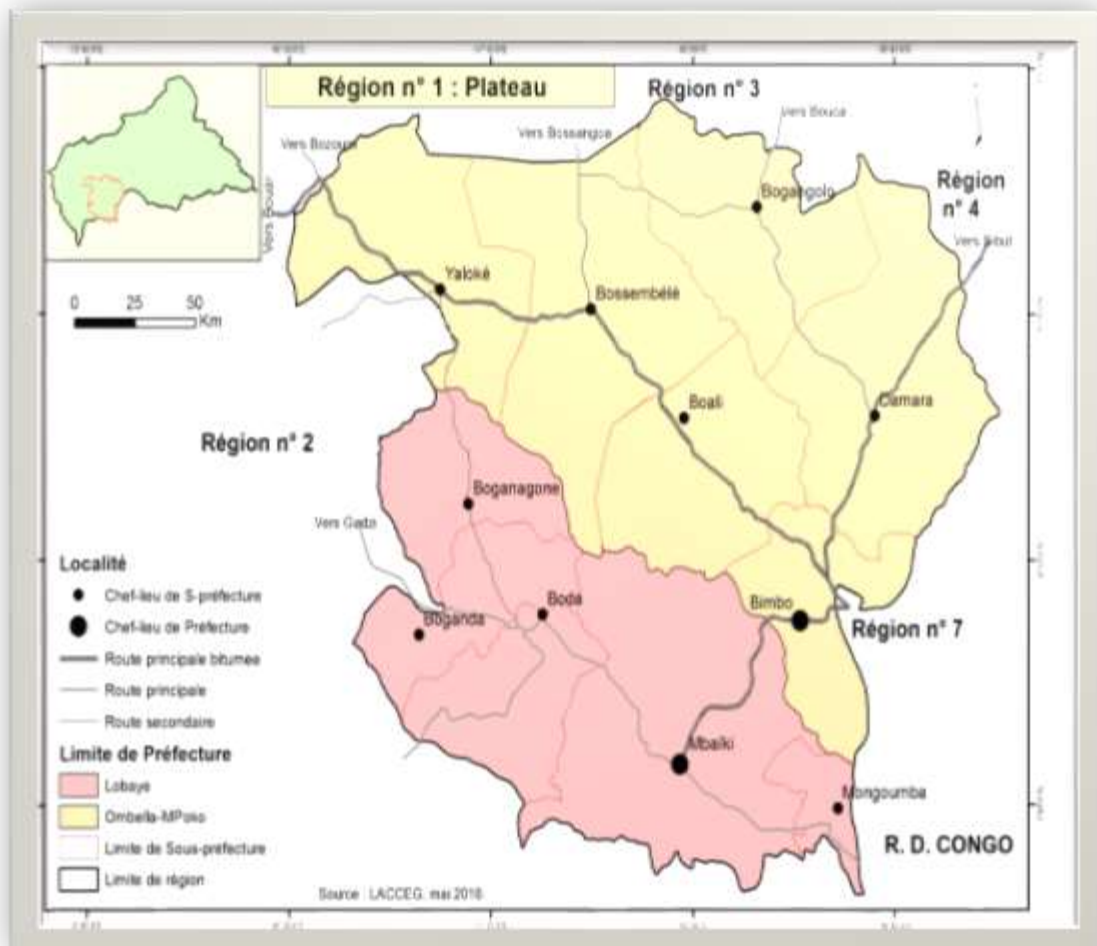 Région n° 1 : Plateau
Région n° 3
Vers Bouca
Vers Bossangoa
Vers Bozoum
Région
n° 4
Vers Bouar
Bogangolo
Vers Sibut
Yaloké
Bossembélé
0 25 50
Km
Boali
Damara
Région n° 2
Boganagone
Vers Gadz
Localité
Chef-lieu de S-préfecture
Chef-lieu de Préfecture
Route principale bitumee
Route principale
Route secondaire
Boda
Boganda
Bimbo
Région n° 7
Mbaïki
Mongoumba
R. D. CONGO
Limite de Préfecture
Lobaye
Ombella-MPoko
Limite de Sous-préfecture
Limite de région
Source : LACCEG, mai 2016.